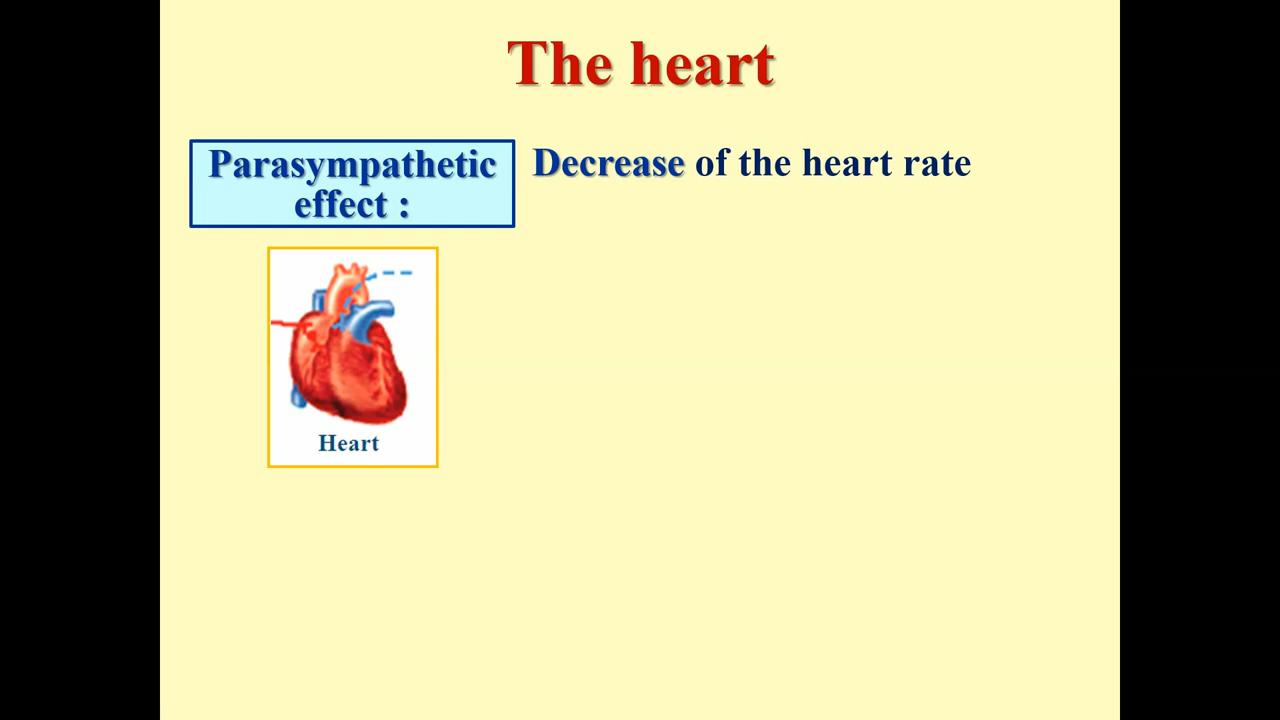 The heart
Parasympathetic
effect :
Decrease of the heart rate
Heart